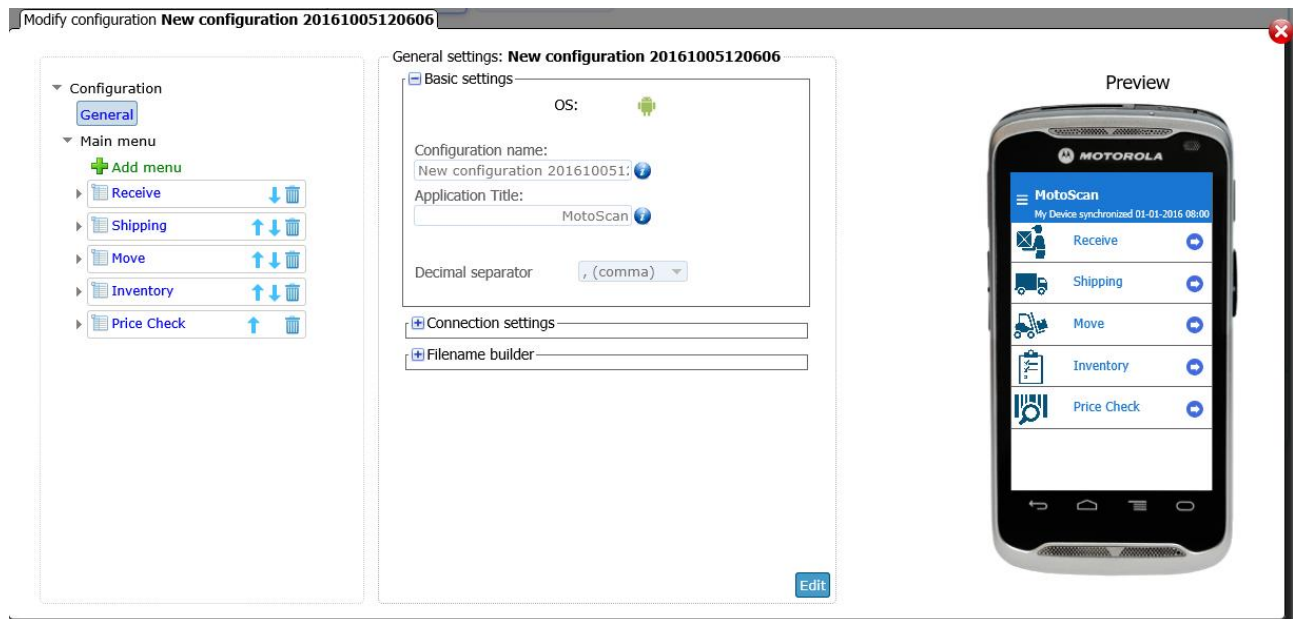 Modify configuration New configuration 20161005120606
Configuration
General
Main menu
Add menu
Receive
Shipping
Move
Inventory
Price Check
General settings: New configuration 20161005120606
Basic settings
OS:
Configuration name:
New configuration 201610051
Application Title:
MotoScan
Decimal separator , (comma)
Connection settings
Filename builder
Edit
Preview
MOTOROLA
MotoScan
My Device synchronized 01-01-2016 08:00
Receive
Shipping
Move
Inventory
Price Check